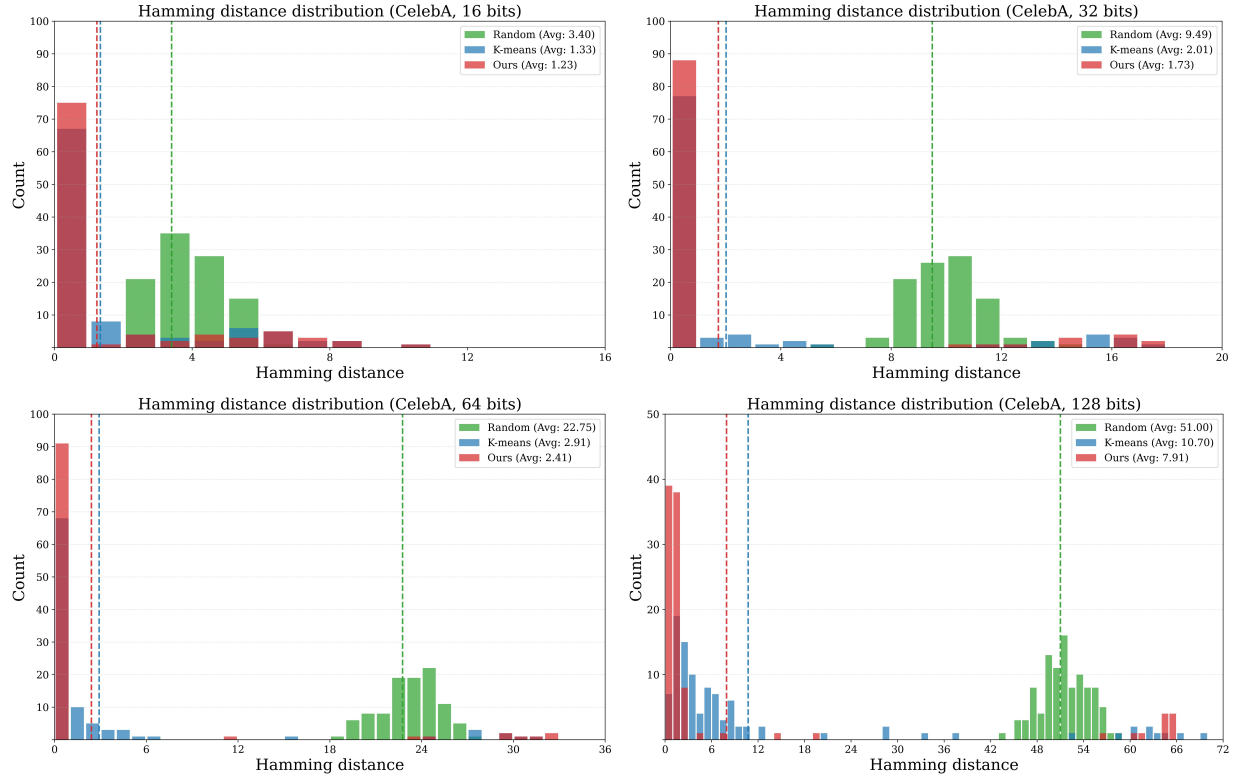 Hamming distance distribution (CelebA, 16 bits)
Random (Avg: 3.40)
K-means (Avg: 1.33)
Ours (Avg: 1.23)
Count
100
90
80
70
60
50
40
30
20
10
0 4 8 12 16
Hamming distance
Hamming distance distribution (CelebA, 32 bits)
Random (Avg: 9.49)
K-means (Avg: 2.01)
Ours (Avg: 1.73)
Count
100
90
80
70
60
50
40
30
20
10
0 4 8 12 16 20
Hamming distance
Hamming distance distribution (CelebA, 64 bits)
Random (Avg: 22.75)
K-means (Avg: 2.91)
Ours (Avg: 2.41)
Count
100
90
80
70
60
50
40
30
20
10
0 6 12 18 24 30 36
Hamming distance
Hamming distance distribution (CelebA, 128 bits)
Random (Avg: 51.00)
K-means (Avg: 10.70)
Ours (Avg: 7.91)
Count
50
40
30
20
10
0 6 12 18 24 30 36 42 48 54 60 66 72
Hamming distance